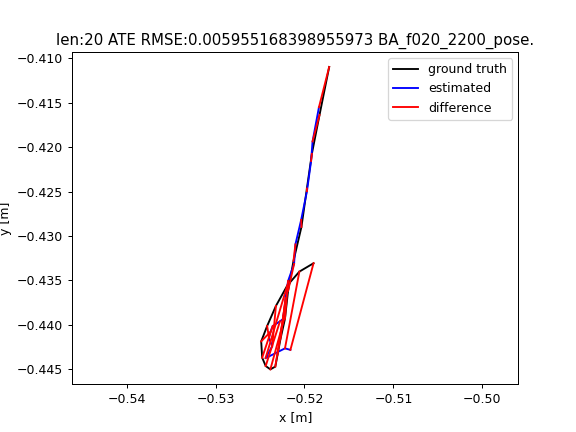 len:20 ATE RMSE:0.005955168398955973 BA_f020_2200_pose.
−0.410
−0.415
−0.420
−0.425
−0.430
−0.435
−0.440
−0.445
y [m]
ground truth
estimated
difference
−0.54 −0.53 −0.52 −0.51 −0.50
x [m]